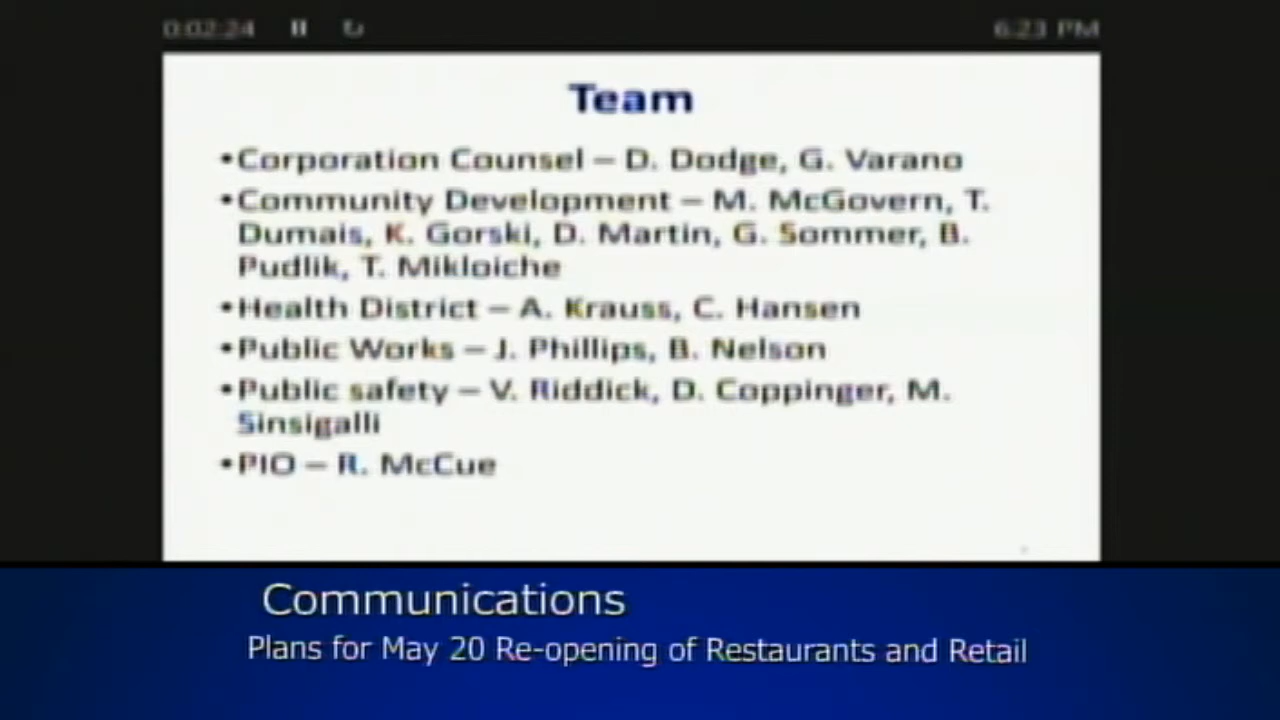 0:02:24 6:23 PM
Team
•Corporation Counsel – D. Dodge, G. Varano
•Community Development – M. McGovern, T.
Dumais, K. Gorski, D. Martin, G. Sommer, B.
Pudlik, T. Mikloiche
•Health District – A. Krauss, C. Hansen
•Public Works – J. Phillips, B. Nelson
•Public safety – V. Riddick, D. Coppinger, M.
Sinsigalli
•PIO – R. McCue
Communications
Plans for May 20 Re-opening of Restaurants and Retail